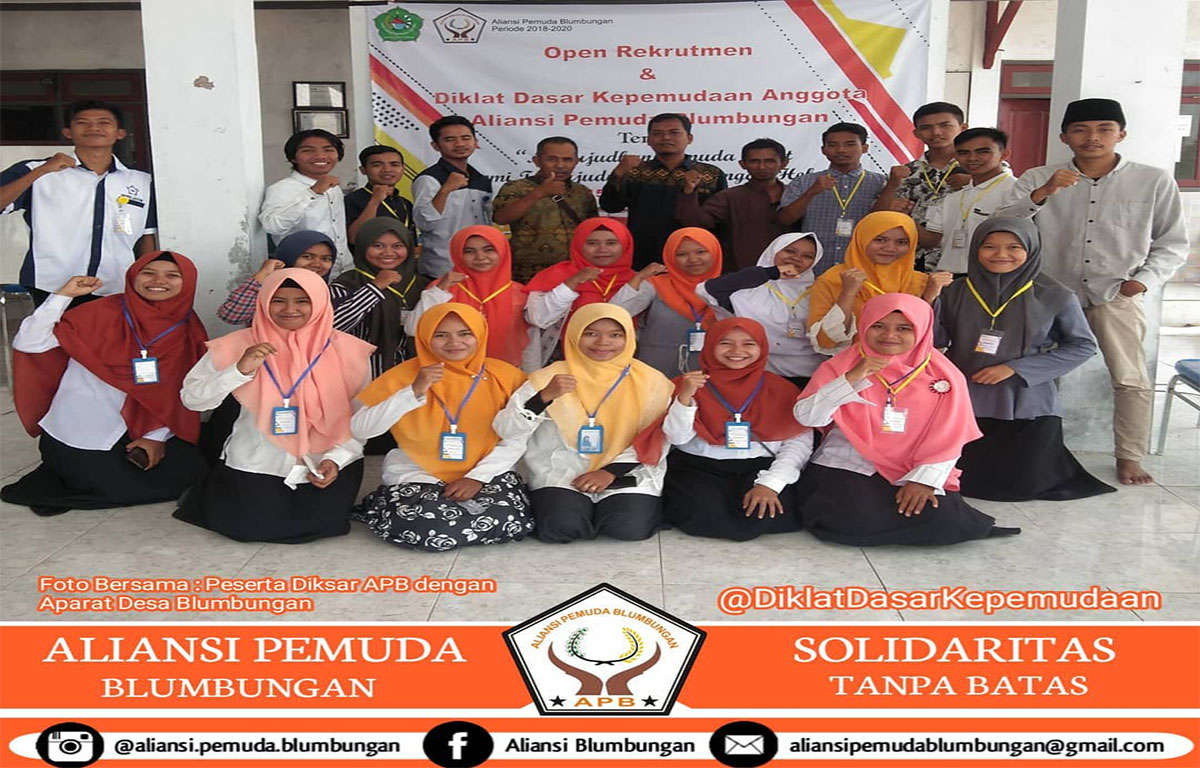 Aliansi Pemuda Blumbungan
Periode 2018-2020
APB
Open Rekrutmen
&
Diklat Dasar Kepemudaan Anggota
Aliansi Pemuda Blumbungan
Foto Bersama : Peserta Diksar APB dengan
Aparat Desa Blumbungan
@DiklatDasarKepemudaan
ALIANSI PEMUDA
BLUMBUNGAN
ALIANSI PEMUDA BLUMBUNGAN
APB
SOLIDARITAS
TANPA BATAS
@aliansi.pemuda.blumbungan
Aliansi Blumbungan
aliansipemudablumbungan@gmail.com